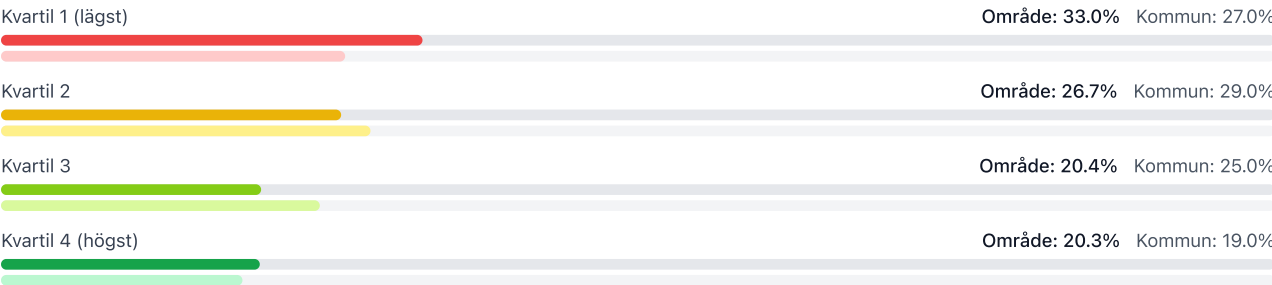 Kvartil 1 (lägst) Område: 33.0% Kommun: 27.0%
Kvartil 2 Område: 26.7% Kommun: 29.0%
Kvartil 3 Område: 20.4% Kommun: 25.0%
Kvartil 4 (högst) Område: 20.3% Kommun: 19.0%